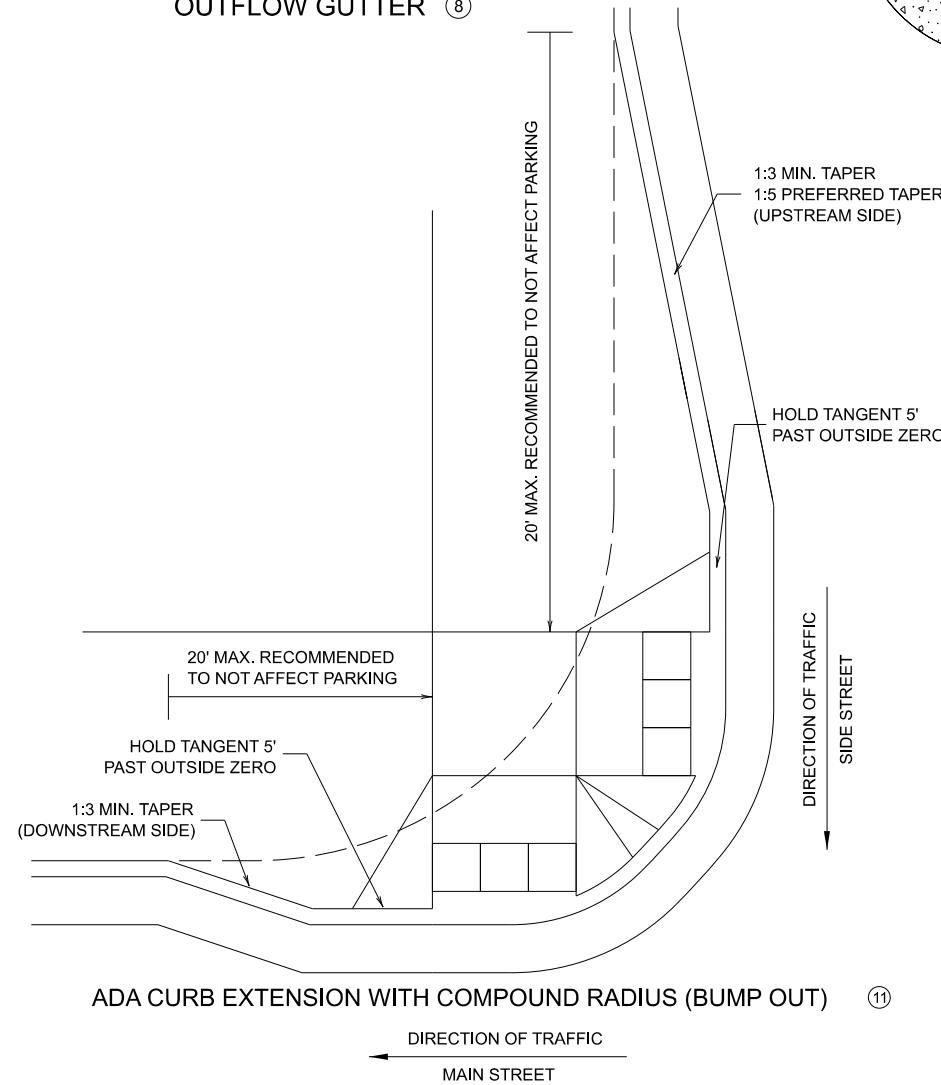 OUTFLOW GUTTER 8
20' MAX. RECOMMENDED TO NOT AFFECT PARKING
1:3 MIN. TAPER
1:5 PREFERRED TAPER
(UPSTREAM SIDE)
HOLD TANGENT 5'
PAST OUTSIDE ZERO
20' MAX. RECOMMENDED
TO NOT AFFECT PARKING
DIRECTION OF TRAFFIC
SIDE STREET
HOLD TANGENT 5'
PAST OUTSIDE ZERO
1:3 MIN. TAPER
(DOWNSTREAM SIDE)
ADA CURB EXTENSION WITH COMPOUND RADIUS (BUMP OUT) 11
DIRECTION OF TRAFFIC
MAIN STREET